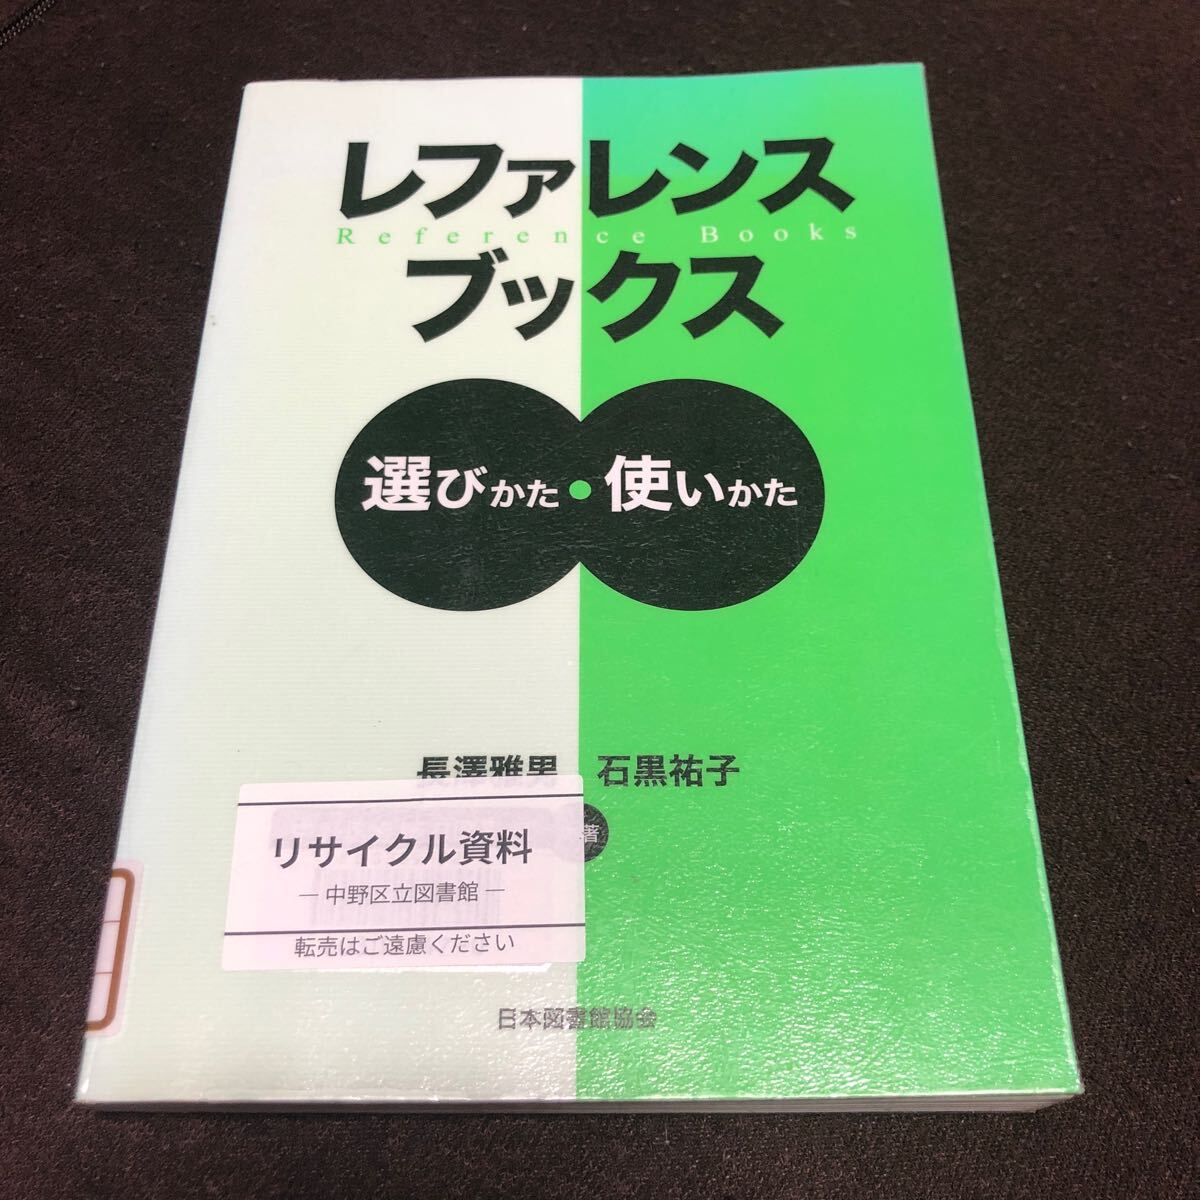 レファレンス
Reference Books
ブックス
選びかた・使いかた
長澤雅男 石黒祐子
著
リサイクル資料
― 中野区立図書館 ―
転売はご遠慮ください
日本図書館協会